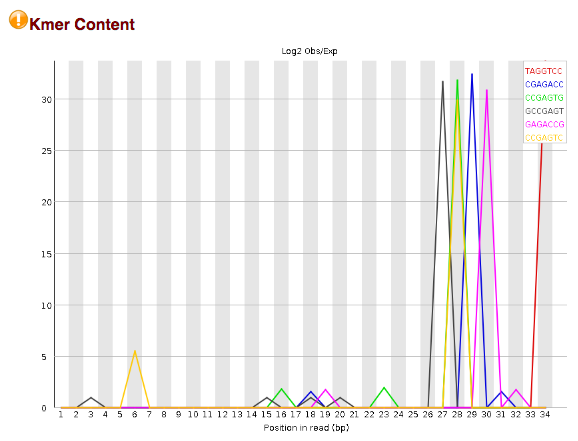 Kmer Content
Log2 Obs/Exp
TAGGTCC
CGAGACC
CCGAGTG
GCCGAGT
GAGACCG
CCGAGTC
30
25
20
15
10
5
0
1 2 3 4 5 6 7 8 9 10 11 12 13 14 15 16 17 18 19 20 21 22 23 24 25 26 27 28 29 30 31 32 33 34
Position in read (bp)